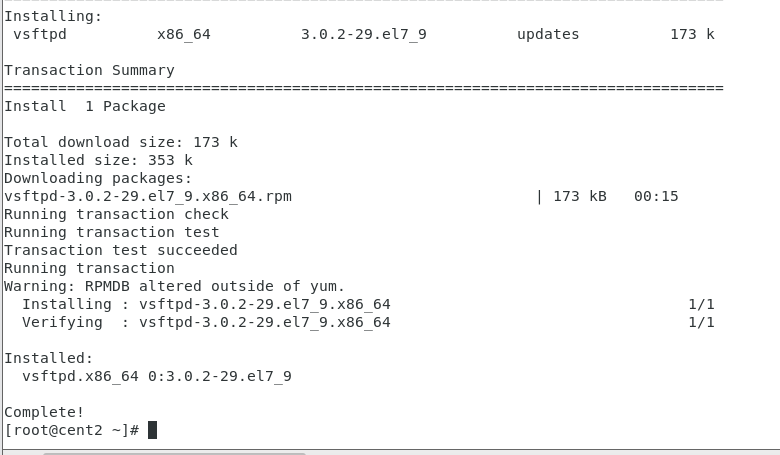 Installing:
 vsftpd          x86_64          3.0.2-29.el7_9          updates          173 k
Transaction Summary
================================================================================
Install  1 Package
Total download size: 173 k
Installed size: 353 k
Downloading packages:
vsftpd-3.0.2-29.el7_9.x86_64.rpm                           | 173 kB   00:15
Running transaction check
Running transaction test
Transaction test succeeded
Running transaction
Warning: RPMDB altered outside of yum.
  Installing : vsftpd-3.0.2-29.el7_9.x86_64                                 1/1
  Verifying  : vsftpd-3.0.2-29.el7_9.x86_64                                 1/1
Installed:
  vsftpd.x86_64 0:3.0.2-29.el7_9
Complete!
[root@cent2 ~]#